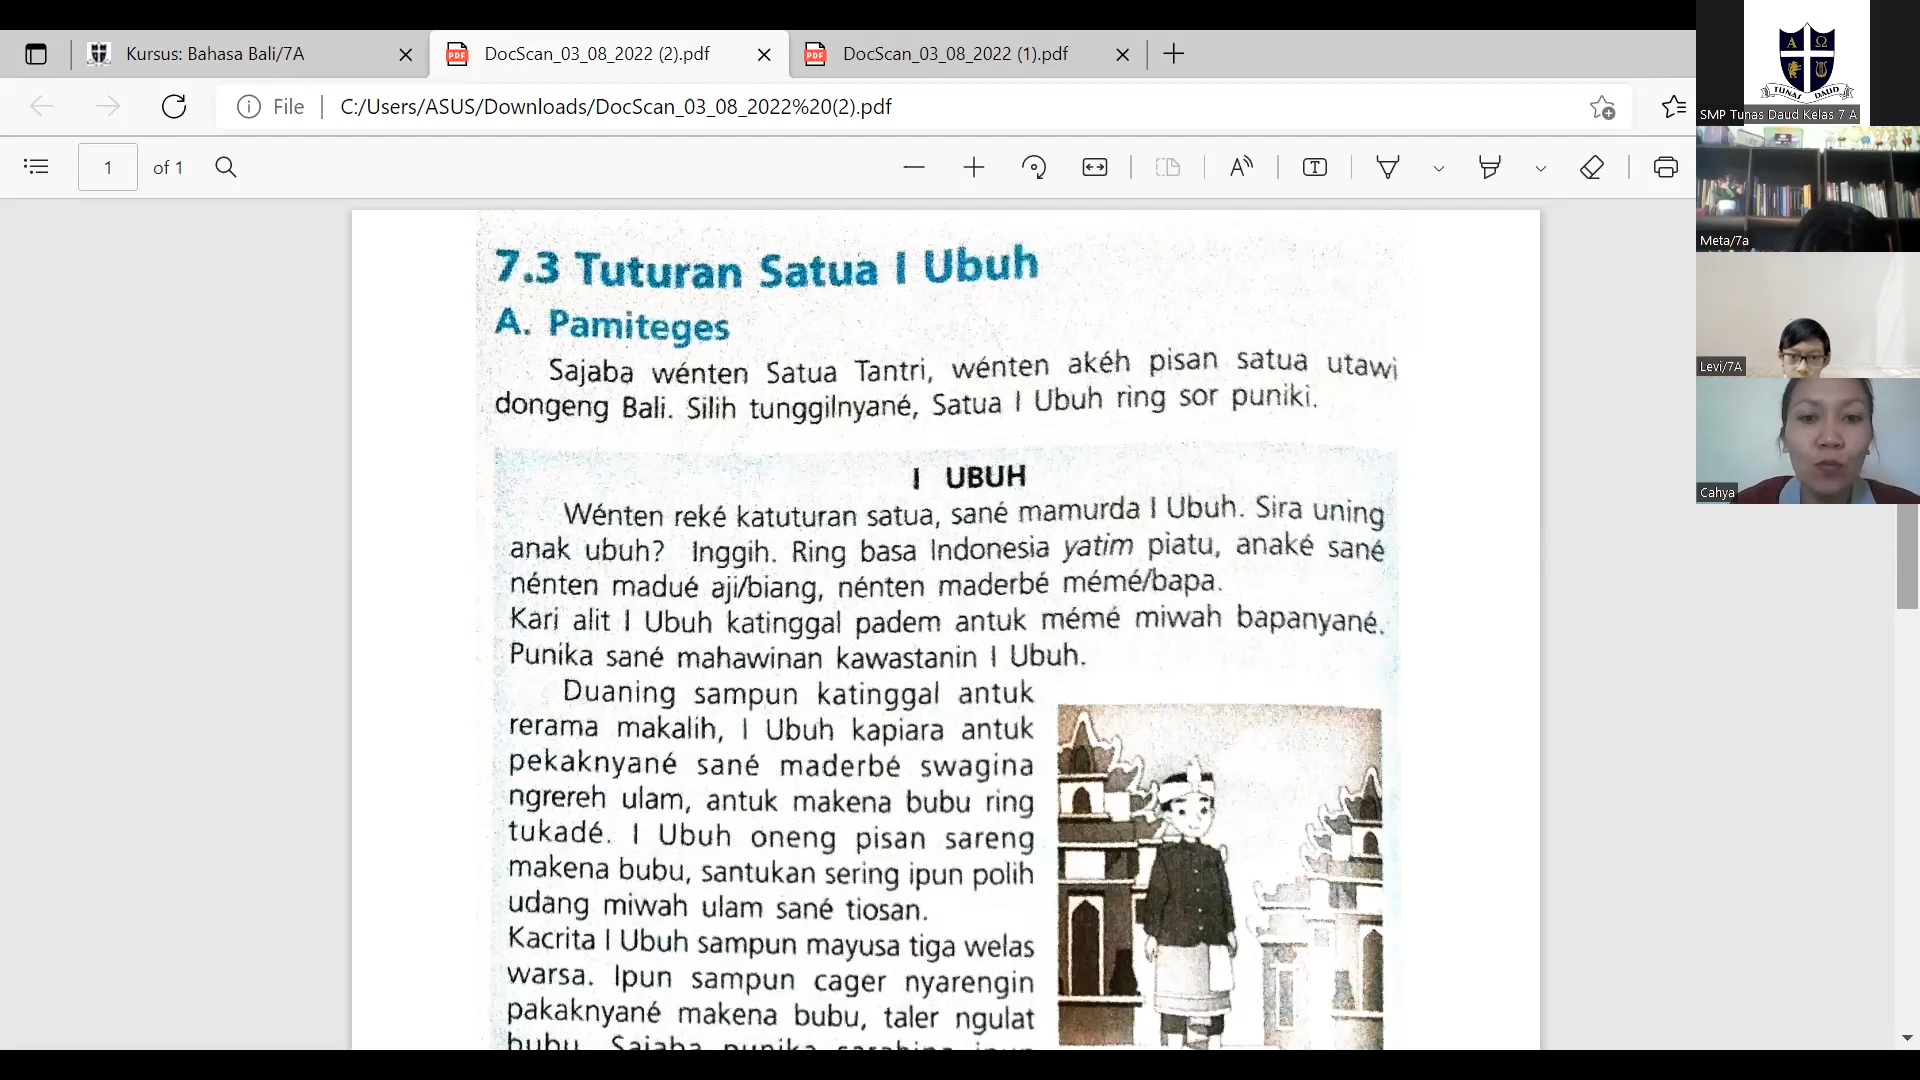 Kursus: Bahasa Bali/7A
DocScan_03_08_2022 (2).pdf
DocScan_03_08_2022 (1).pdf
File
C:/Users/ASUS/Downloads/DocScan_03_08_2022%20(2).pdf
1 of 1
7.3 Tuturan Satua I Ubuh
A. Pamiteges
Sajaba wénten Satua Tantri, wénten akéh pisan satua utawi
dongeng Bali. Silih tunggilnyané, Satua I Ubuh ring sor puniki.
I UBUH
Wénten reké katuturan satua, sané mamurda I Ubuh. Sira uning
anak ubuh? Inggih. Ring basa Indonesia yatim piatu, anaké sané
nénten madué aji/biang, nénten maderbé mémé/bapa.
Kari alit I Ubuh katinggal padem antuk mémé miwah bapanyané.
Punika sané mahawinan kawastanin I Ubuh.
Duaning sampun katinggal antuk
rerama makalih, I Ubuh kapiara antuk
pekaknyané sané maderbé swagina
ngrereh ulam, antuk makena bubu ring
tukadé. I Ubuh oneng pisan sareng
makena bubu, santukan sering ipun polih
udang miwah ulam sané tiosan.
Kacrita I Ubuh sampun mayusa tiga welas
warsa. Ipun sampun cager nyarengin
pakaknyané makena bubu, taler ngulat
bubu. Sajaba punika sarahina ipun
A Ω
TUNAS DAUD
SMP Tunas Daud Kelas 7 A
Meta/7a
Levi/7A
Cahya